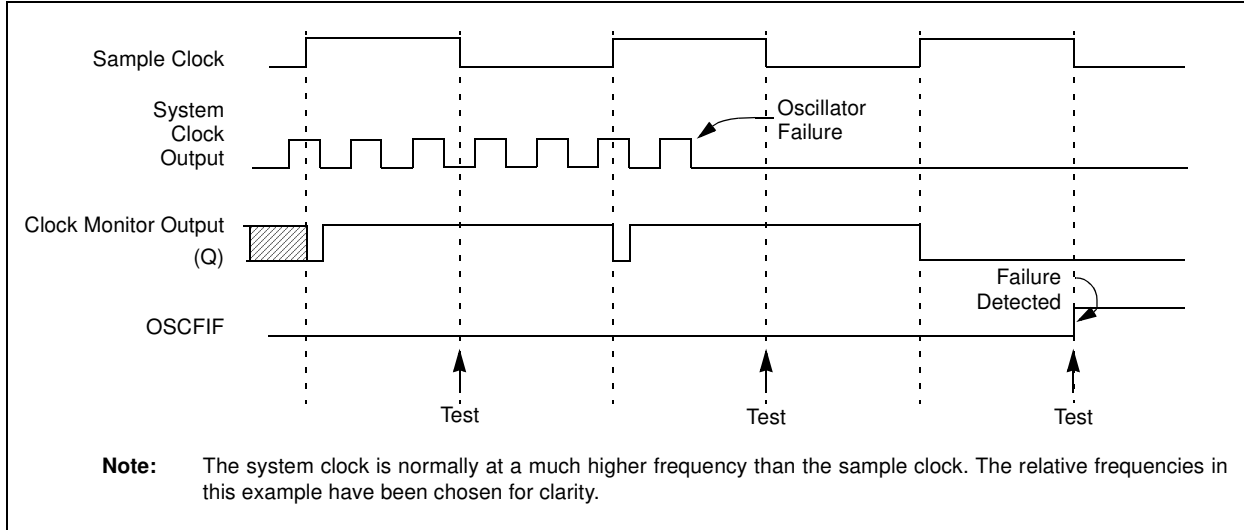 Sample Clock
System
Clock
Output
Oscillator
Failure
Clock Monitor Output
(Q)
Failure
Detected
OSCFIF
Test
Test
Test
Note: The system clock is normally at a much higher frequency than the sample clock. The relative frequencies in
this example have been chosen for clarity.